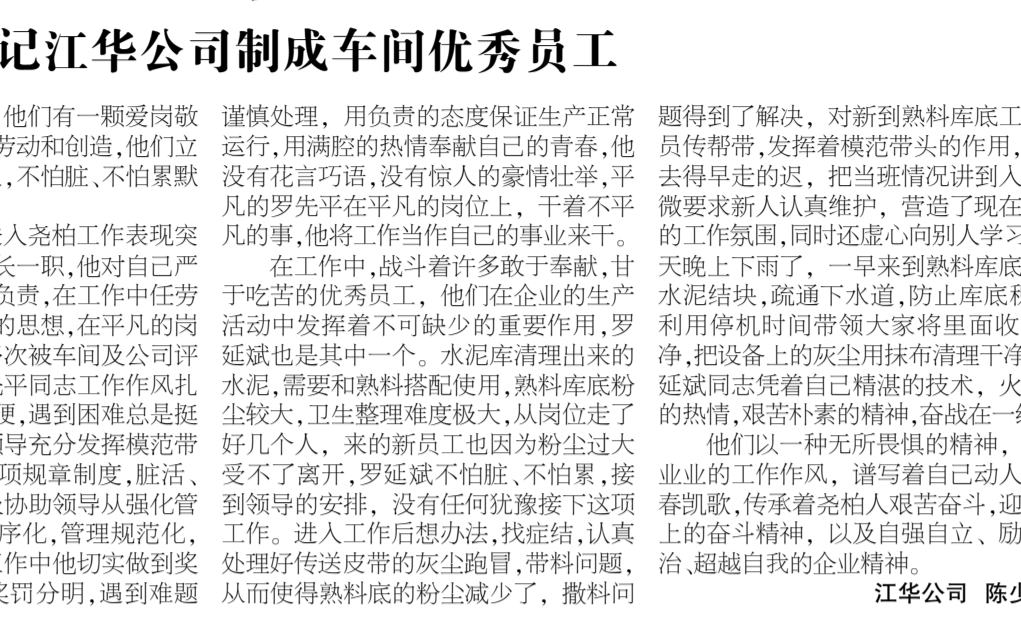 记江华公司制成车间优秀员工
他们有一颗爱岗敬
劳动和创造,他们立
,不怕脏、不怕累默
入尧柏工作表现突
长一职,他对自己严
负责,在工作中任劳
的思想,在平凡的岗
次被车间及公司评
平同志工作作风扎
便,遇到困难总是挺
领导充分发挥模范带
项规章制度,脏活、
协助领导从强化管
序化,管理规范化,
工作中他切实做到奖
奖罚分明,遇到难题
谨慎处理，用负责的态度保证生产正常
运行,用满腔的热情奉献自己的青春,他
没有花言巧语,没有惊人的豪情壮举,平
凡的罗先平在平凡的岗位上，干着不平
凡的事,他将工作当作自己的事业来干。
在工作中,战斗着许多敢于奉献,甘
于吃苦的优秀员工，他们在企业的生产
活动中发挥着不可缺少的重要作用,罗
延斌也是其中一个。水泥库清理出来的
水泥,需要和熟料搭配使用,熟料库底粉
尘较大,卫生整理难度极大,从岗位走了
好几个人，来的新员工也因为粉尘过大
受不了离开,罗延斌不怕脏、不怕累,接
到领导的安排，没有任何犹豫接下这项
工作。进入工作后想办法,找症结,认真
处理好传送皮带的灰尘跑冒,带料问题,
从而使得熟料底的粉尘减少了，撒料问
题得到了解决，对新到熟料库底工
员传帮带,发挥着模范带头的作用,
去得早走的迟，把当班情况讲到入
微要求新人认真维护，营造了现在
的工作氛围,同时还虚心向别人学习
天晚上下雨了，一早来到熟料库底
水泥结块,疏通下水道,防止库底积
利用停机时间带领大家将里面收
净,把设备上的灰尘用抹布清理干净
延斌同志凭着自己精湛的技术，火
的热情,艰苦朴素的精神,奋战在一线
他们以一种无所畏惧的精神，
业业的工作作风，谱写着自己动人
春凯歌,传承着尧柏人艰苦奋斗,迎
上的奋斗精神，以及自强自立、励
治、超越自我的企业精神。
江华公司 陈